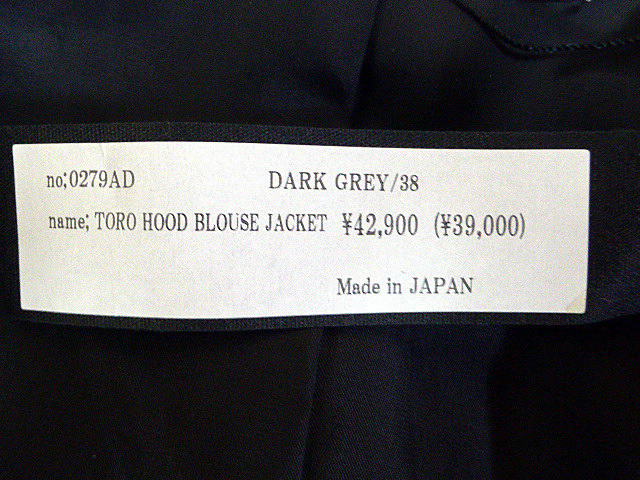 no;0279AD DARK GREY/38
name; TORO HOOD BLOUSE JACKET ¥42,900 (¥39,000)
Made in JAPAN